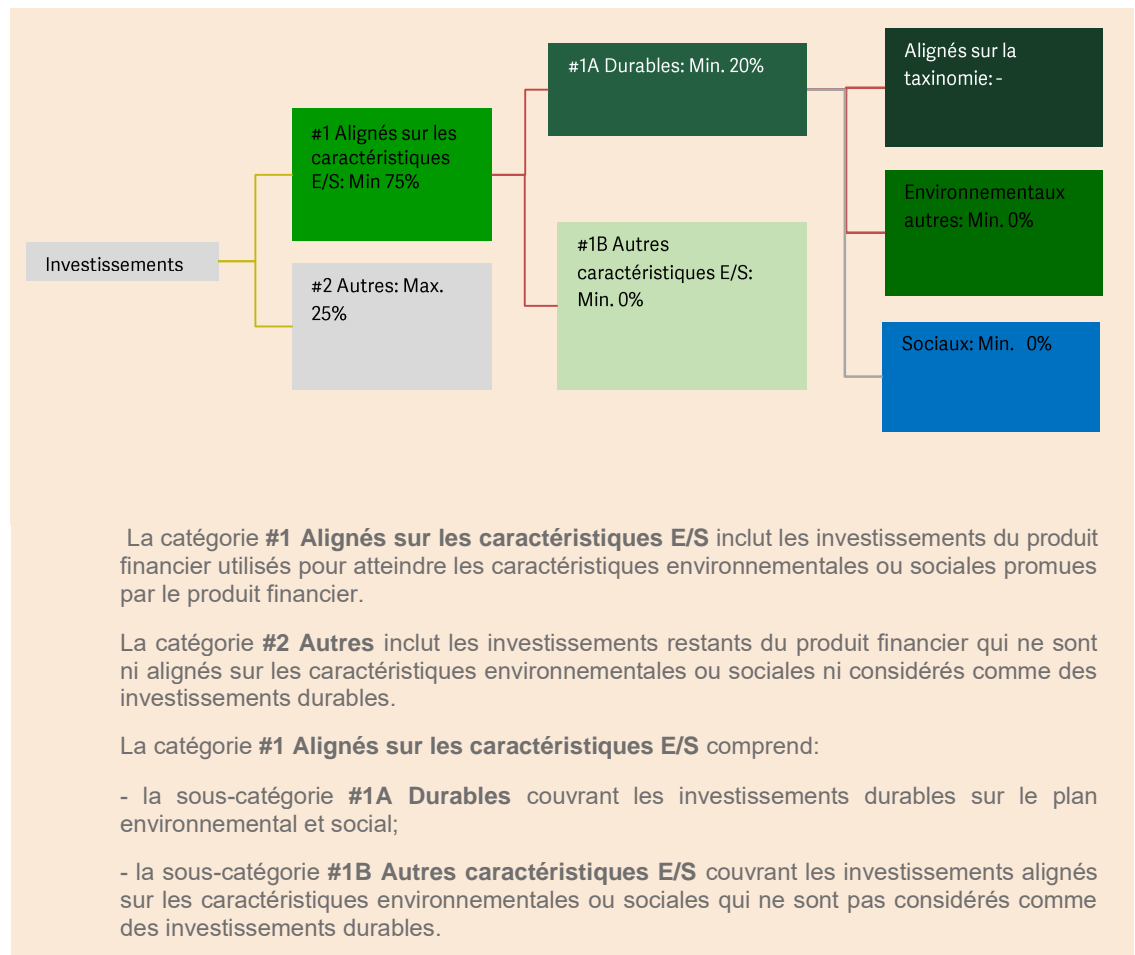 Investissements
#1 Alignés sur les
caractéristiques
E/S: Min 75%
#2 Autres: Max.
25%
#1A Durables: Min. 20%
#1B Autres
caractéristiques E/S:
Min. 0%
Alignés sur la
taxinomie: -
Environnementaux
autres: Min. 0%
Sociaux: Min. 0%
La catégorie #1 Alignés sur les caractéristiques E/S inclut les investissements du produit
financier utilisés pour atteindre les caractéristiques environnementales ou sociales promues
par le produit financier.
La catégorie #2 Autres inclut les investissements restants du produit financier qui ne sont
ni alignés sur les caractéristiques environnementales ou sociales ni considérés comme des
investissements durables.
La catégorie #1 Alignés sur les caractéristiques E/S comprend:
- la sous-catégorie #1A Durables couvrant les investissements durables sur le plan
environnemental et social;
- la sous-catégorie #1B Autres caractéristiques E/S couvrant les investissements alignés
sur les caractéristiques environnementales ou sociales qui ne sont pas considérés comme
des investissements durables.